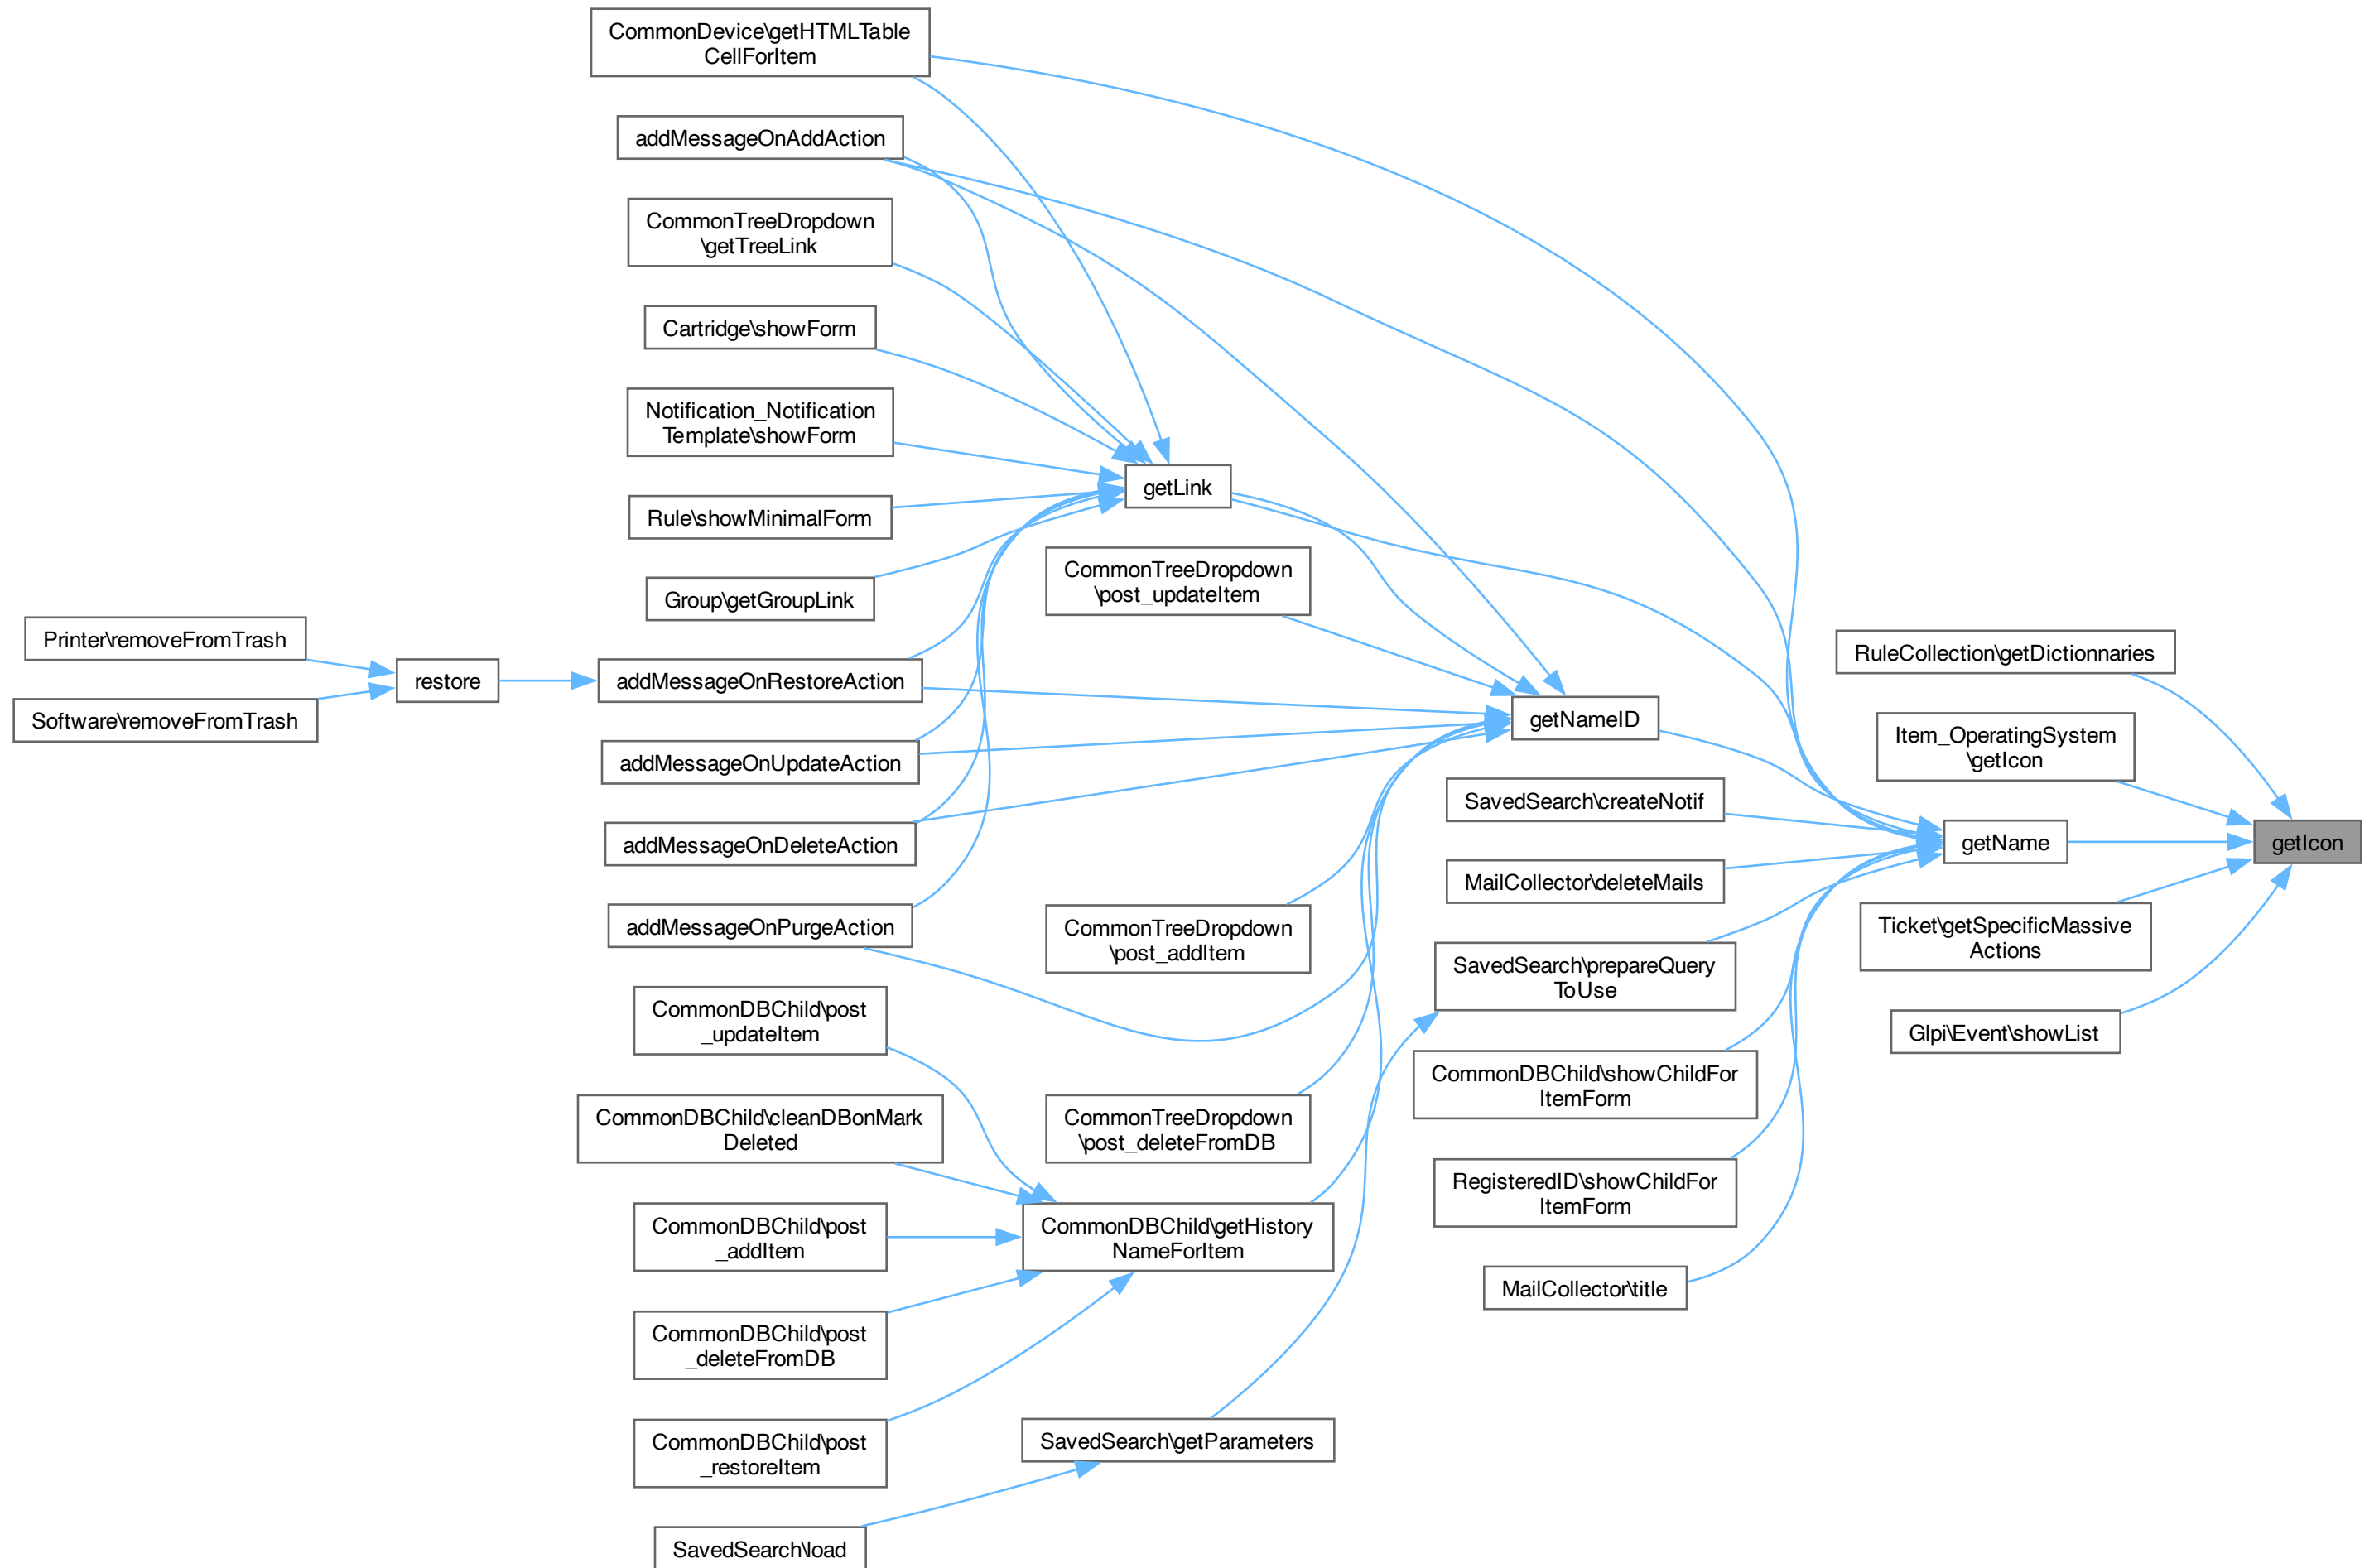 CommonDevice\getHTMLTable
CellForItem
addMessageOnAddAction
CommonTreeDropdown
\getTreeLink
Cartridge\showForm
Notification_Notification
Template\showForm
Rule\showMinimalForm
Group\getGroupLink
Printer\removeFromTrash
Software\removeFromTrash
restore
addMessageOnRestoreAction
addMessageOnUpdateAction
addMessageOnDeleteAction
addMessageOnPurgeAction
CommonDBChild\post
_updateItem
CommonDBChild\cleanDBonMark
Deleted
CommonDBChild\post
_addItem
CommonDBChild\post
_deleteFromDB
CommonDBChild\post
_restoreItem
SavedSearch\load
getLink
CommonTreeDropdown
\post_updateItem
CommonTreeDropdown
\post_addItem
CommonTreeDropdown
\post_deleteFromDB
CommonDBChild\getHistory
NameForItem
SavedSearch\getParameters
getNameID
SavedSearch\createNotif
MailCollector\deleteMails
SavedSearch\prepareQuery
ToUse
CommonDBChild\showChildFor
ItemForm
RegisteredID\showChildFor
ItemForm
MailCollector\title
RuleCollection\getDictionnaries
Item_OperatingSystem
\getIcon
getName
Ticket\getSpecificMassive
Actions
Glpi\Event\showList
getIcon